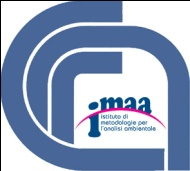 imaa
istituto di
metodologie per
l'analisi ambientale